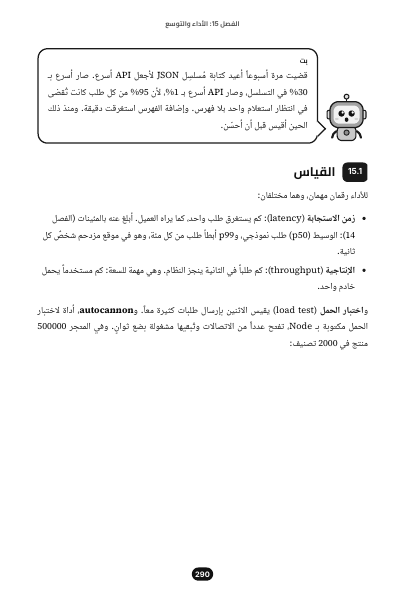 الفصل 15: الأداء والتوسع
بِت
قضيت مرة أسبوعاً أعيد كتابة مُسلسِل JSON لأجعل API أسرع. صار أسرع بـ
30% في التسلسل، وصار API أسرع بـ 1%، لأن 95% من كل طلب كانت تُقضى
في انتظار استعلام واحد بلا فهرس. وإضافة الفهرس استغرقت دقيقة. ومنذ ذلك
الحين أقيس قبل أن أُحسّن.
15.1 القياس
للأداء رقمان مهمان، وهما مختلفان:
• زمن الاستجابة (latency): كم يستغرق طلب واحد، كما يراه العميل. أبلغ عنه بالمئينات (الفصل
14): الوسيط (p50) طلب نموذجي، وp99 أبطأ طلب من كل مئة، وهو في موقع مزدحم شخصٌ كل
ثانية.
• الإنتاجية (throughput): كم طلباً في الثانية ينجز النظام. وهي مهمة للسعة: كم مستخدماً يحمل
خادم واحد.
واختبار الحمل (load test) يقيس الاثنين بإرسال طلبات كثيرة معاً. وautocannon، أداة لاختبار
الحمل مكتوبة بـ Node، تفتح عدداً من الاتصالات وتُبقيها مشغولة بضع ثوانٍ. وفي المتجر 500000
منتج في 2000 تصنيف:
290